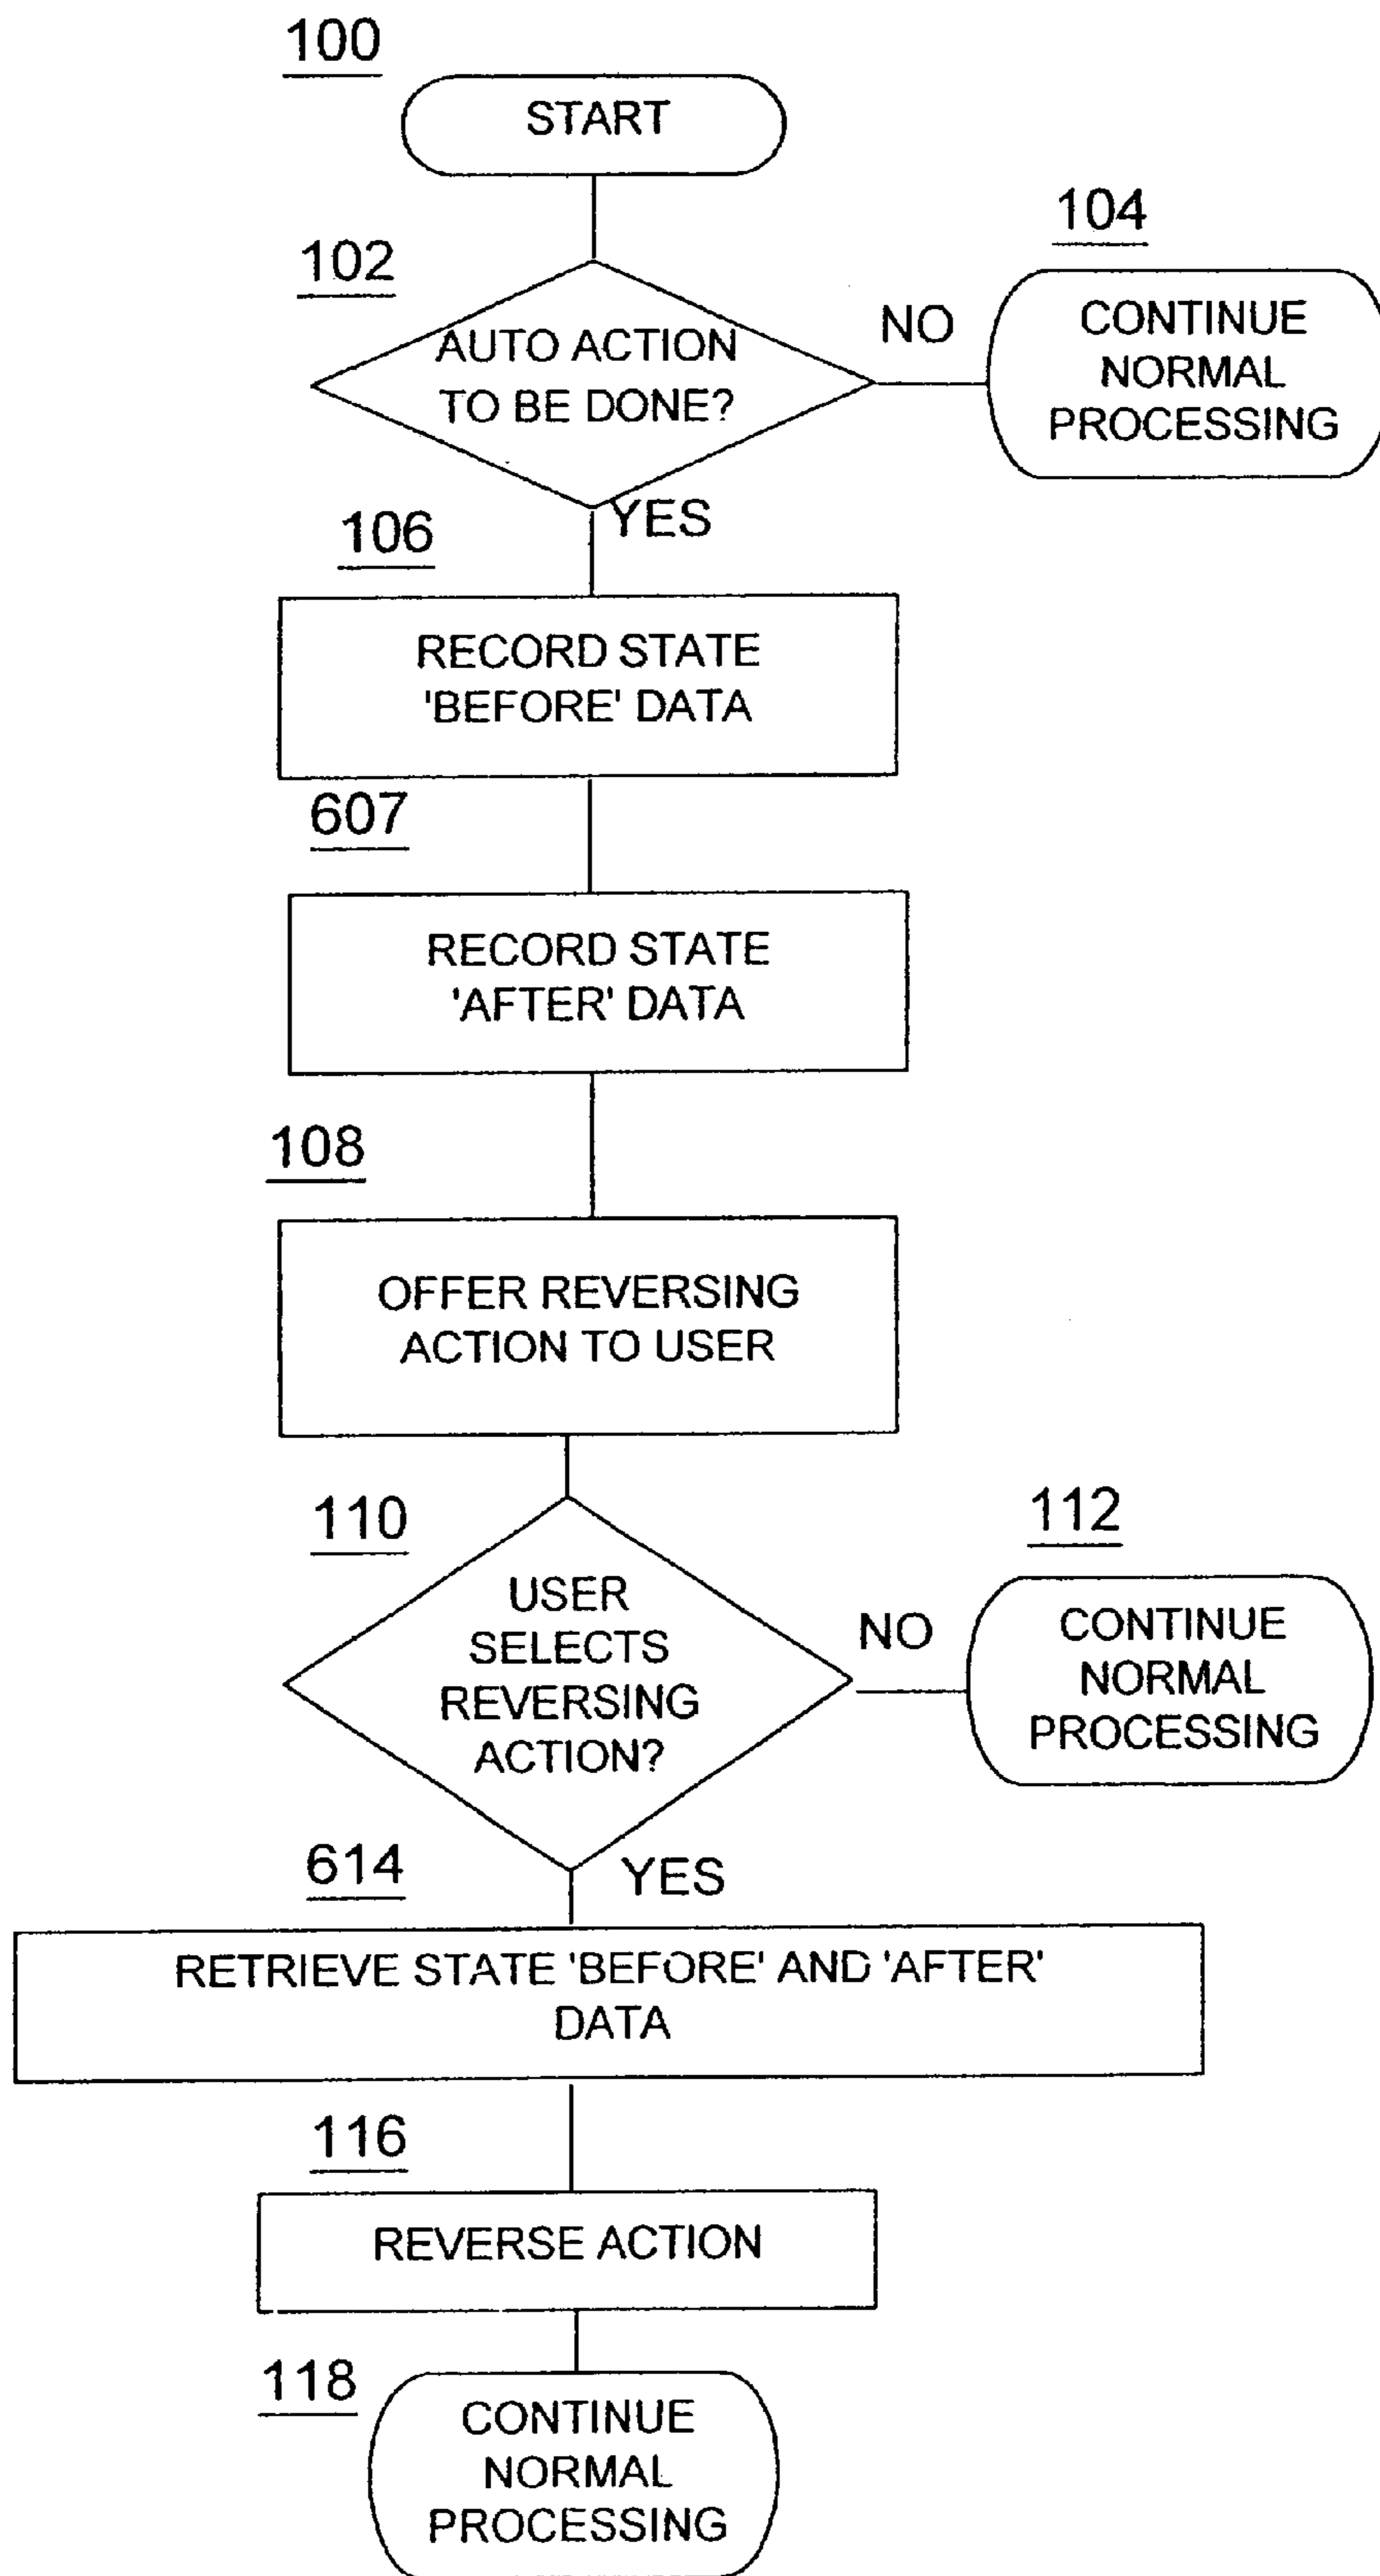 100
START
102
AUTO ACTION
TO BE DONE?
NO
104
CONTINUE
NORMAL
PROCESSING
YES
106
RECORD STATE
'BEFORE' DATA
607
RECORD STATE
'AFTER' DATA
108
OFFER REVERSING
ACTION TO USER
110
USER
SELECTS
REVERSING
ACTION?
NO
112
CONTINUE
NORMAL
PROCESSING
YES
614
RETRIEVE STATE 'BEFORE' AND 'AFTER'
DATA
116
REVERSE ACTION
118
CONTINUE
NORMAL
PROCESSING